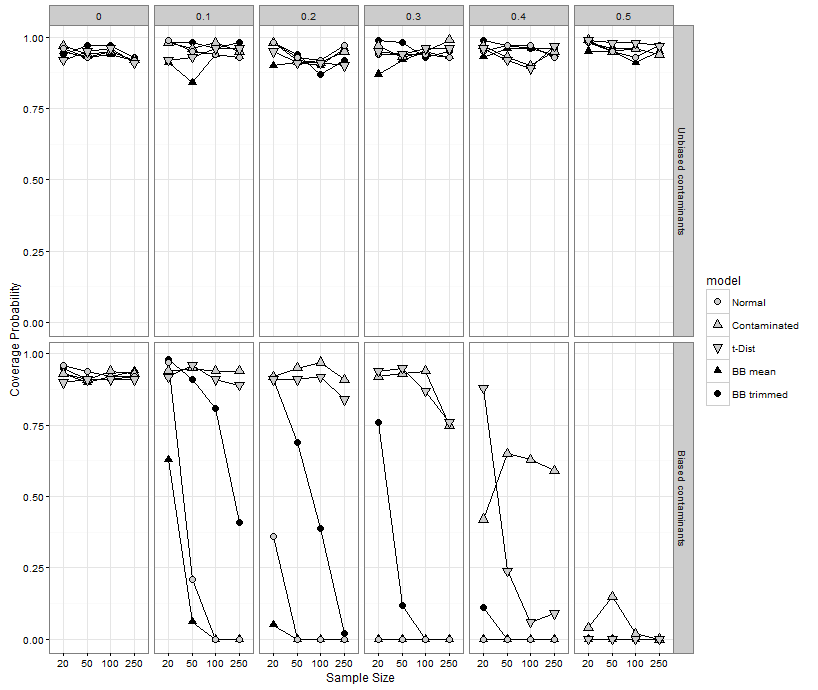 0 0.1 0.2 0.3 0.4 0.5
1.00
0.75
0.50
0.25
0.00
Unbiased contaminants
1.00
0.75
0.50
0.25
0.00
Biased contaminants
Coverage Probability
20 50 100 250 20 50 100 250 20 50 100 250 20 50 100 250 20 50 100 250 20 50 100 250
Sample Size
model
Normal
Contaminated
t-Dist
BB mean
BB trimmed